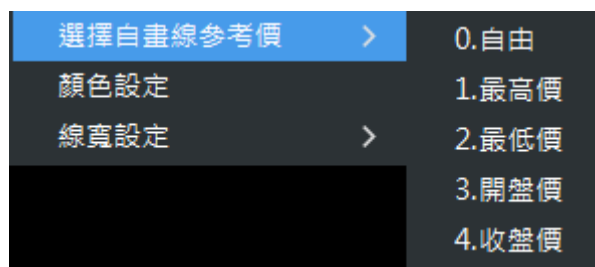 選擇自畫線參考價 >
顏色設定
線寬設定 >
0.自由
1.最高價
2.最低價
3.開盤價
4.收盤價